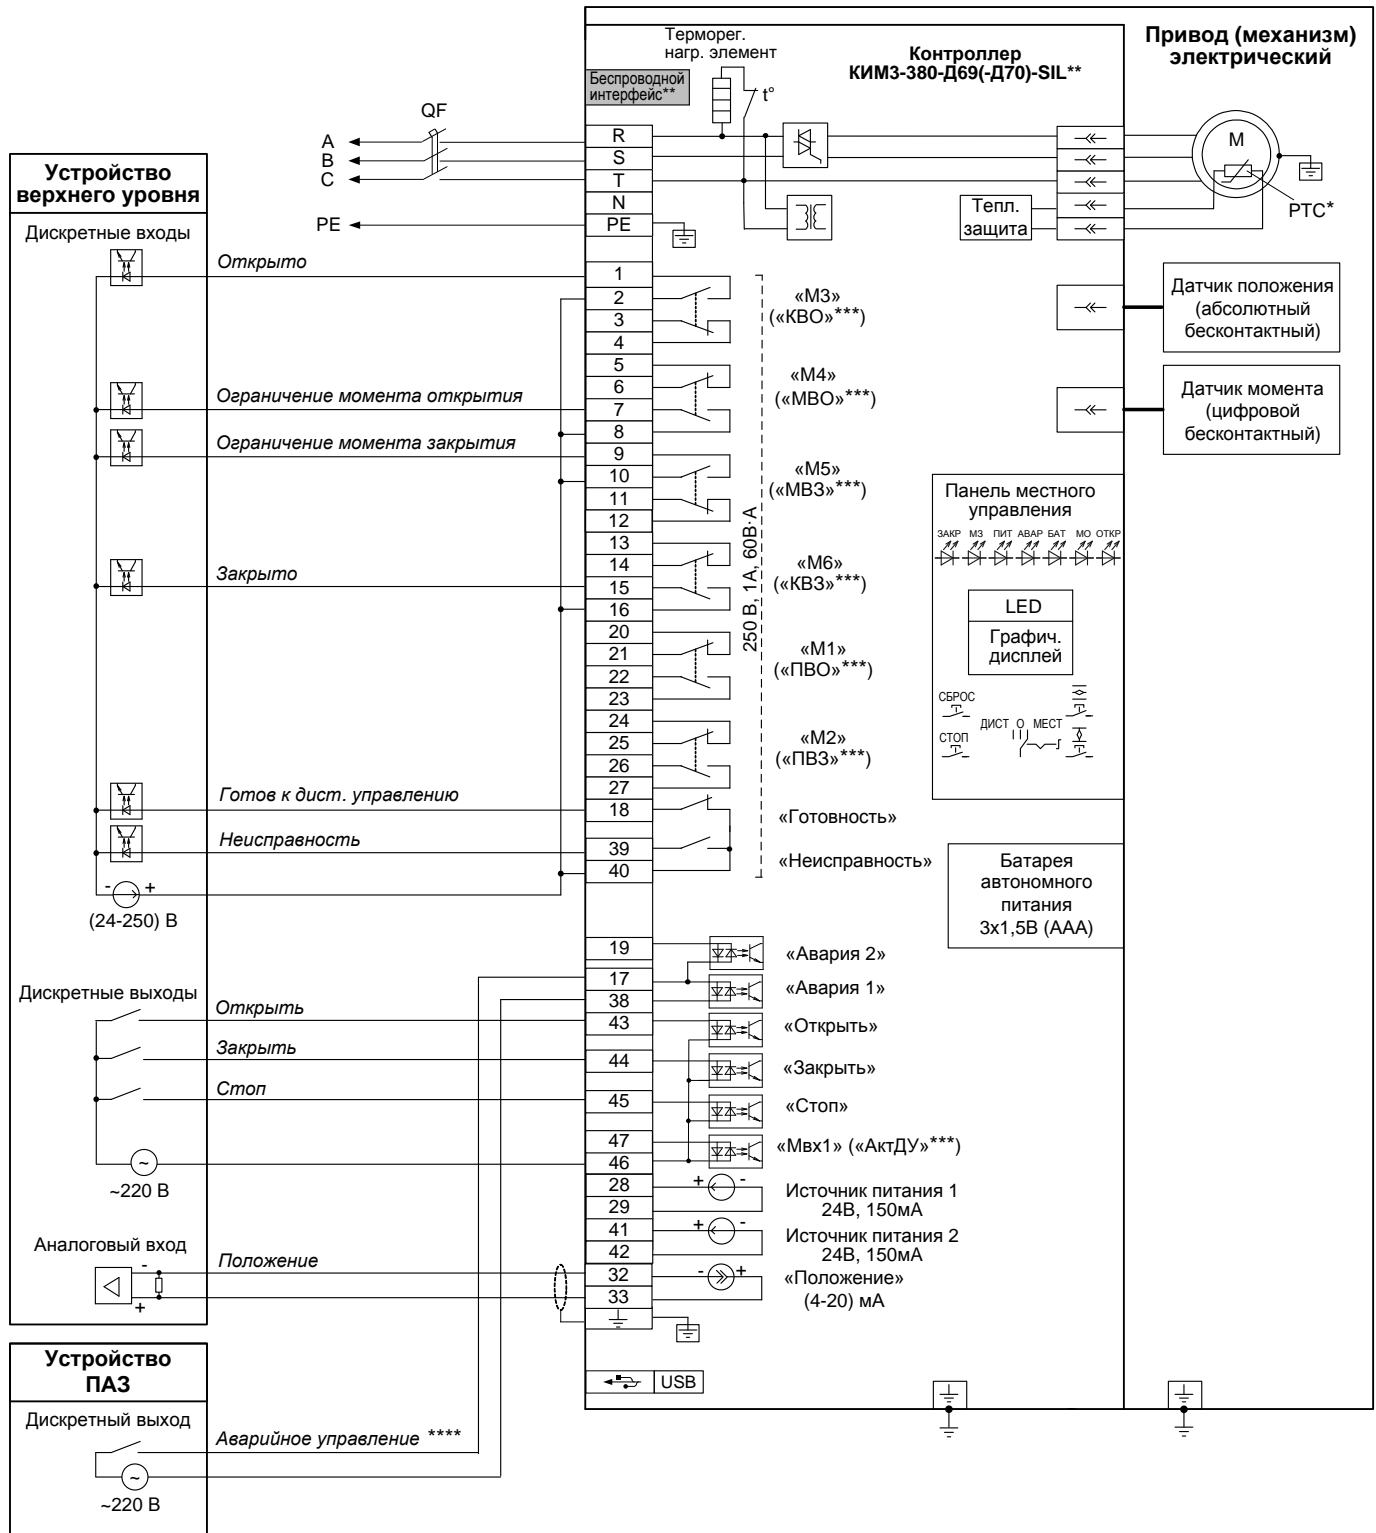 Терморег.
нагр. элемент
t°
Контроллер
КИМ3-380-Д69(-Д70)-SIL**
Привод (механизм)
электрический
Беспроводной
интерфейс**
QF
A
B
C
PE
R
S
T
N
PE
M
PTC*
Тепл.
защита
Устройство
верхнего уровня
Дискретные входы
Открыто
Ограничение момента открытия
Ограничение момента закрытия
Закрыто
Готов к дист. управлению
Неисправность
- +
(24-250) В
1
2
3
4
5
6
7
8
9
10
11
12
13
14
15
16
20
21
22
23
24
25
26
27
18
39
40
«М3»
(«КВО»***)
«М4»
(«МВО»***)
«М5»
(«МВЗ»***)
«М6»
(«КВЗ»***)
«М1»
(«ПВО»***)
«М2»
(«ПВЗ»***)
«Готовность»
«Неисправность»
250 В, 1А, 60В·А
Датчик положения
(абсолютный
бесконтактный)
Датчик момента
(цифровой
бесконтактный)
Панель местного
управления
ЗАКР МЗ ПИТ АВАР БАТ МО ОТКР
LED
Графич.
дисплей
СБРОС
СТОП
ДИСТ О МЕСТ
Батарея
автономного
питания
3х1,5В (ААА)
Дискретные выходы
Открыть
Закрыть
Стоп
~
~220 В
19
17
38
43
44
45
47
46
28
29
41
42
32
33
«Авария 2»
«Авария 1»
«Открыть»
«Закрыть»
«Стоп»
«Мвх1» («АктДУ»***)
+ -
Источник питания 1
24В, 150мА
+ -
Источник питания 2
24В, 150мА
- +
«Положение»
(4-20) мА
Аналоговый вход
Положение
-
+
USB
Устройство
ПАЗ
Дискретный выход
Аварийное управление ****
~
~220 В